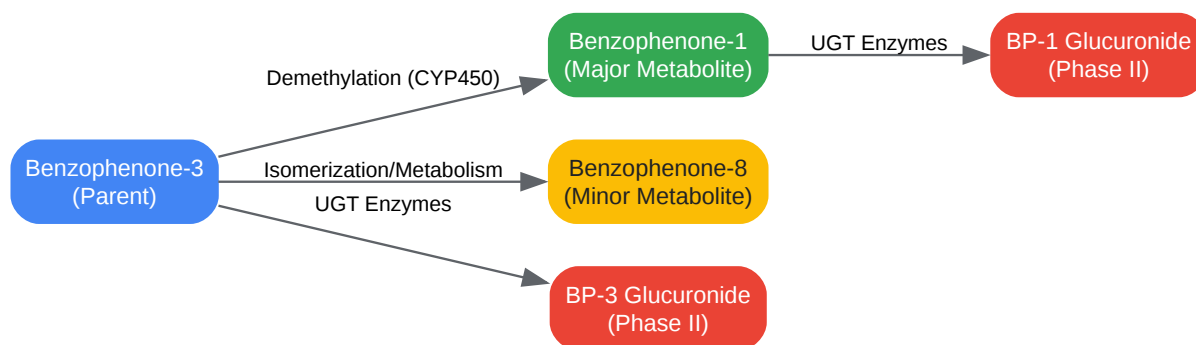 Benzophenone-1
(Major Metabolite)
UGT Enzymes
BP-1 Glucuronide
(Phase II)
Demethylation (CYP450)
Benzophenone-3
(Parent)
Isomerization/Metabolism
Benzophenone-8
(Minor Metabolite)
UGT Enzymes
BP-3 Glucuronide
(Phase II)